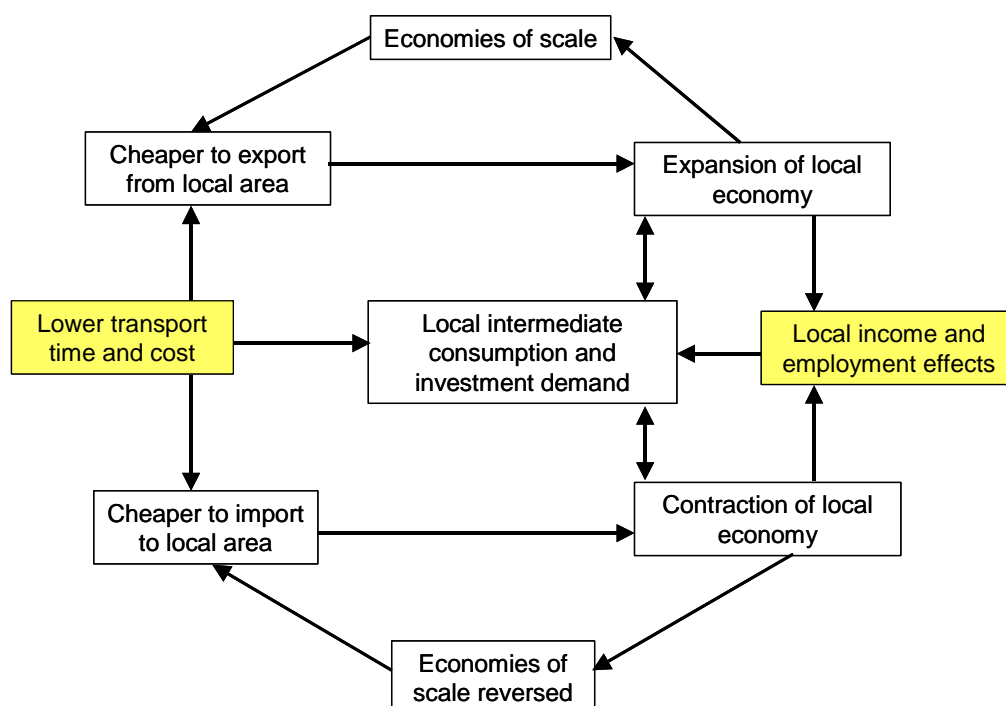 Economies of scale
Cheaper to export
from local area
Expansion of local
economy
Lower transport
time and cost
Local intermediate
consumption and
investment demand
Local income and
employment effects
Cheaper to import
to local area
Contraction of local
economy
Economies of
scale reversed